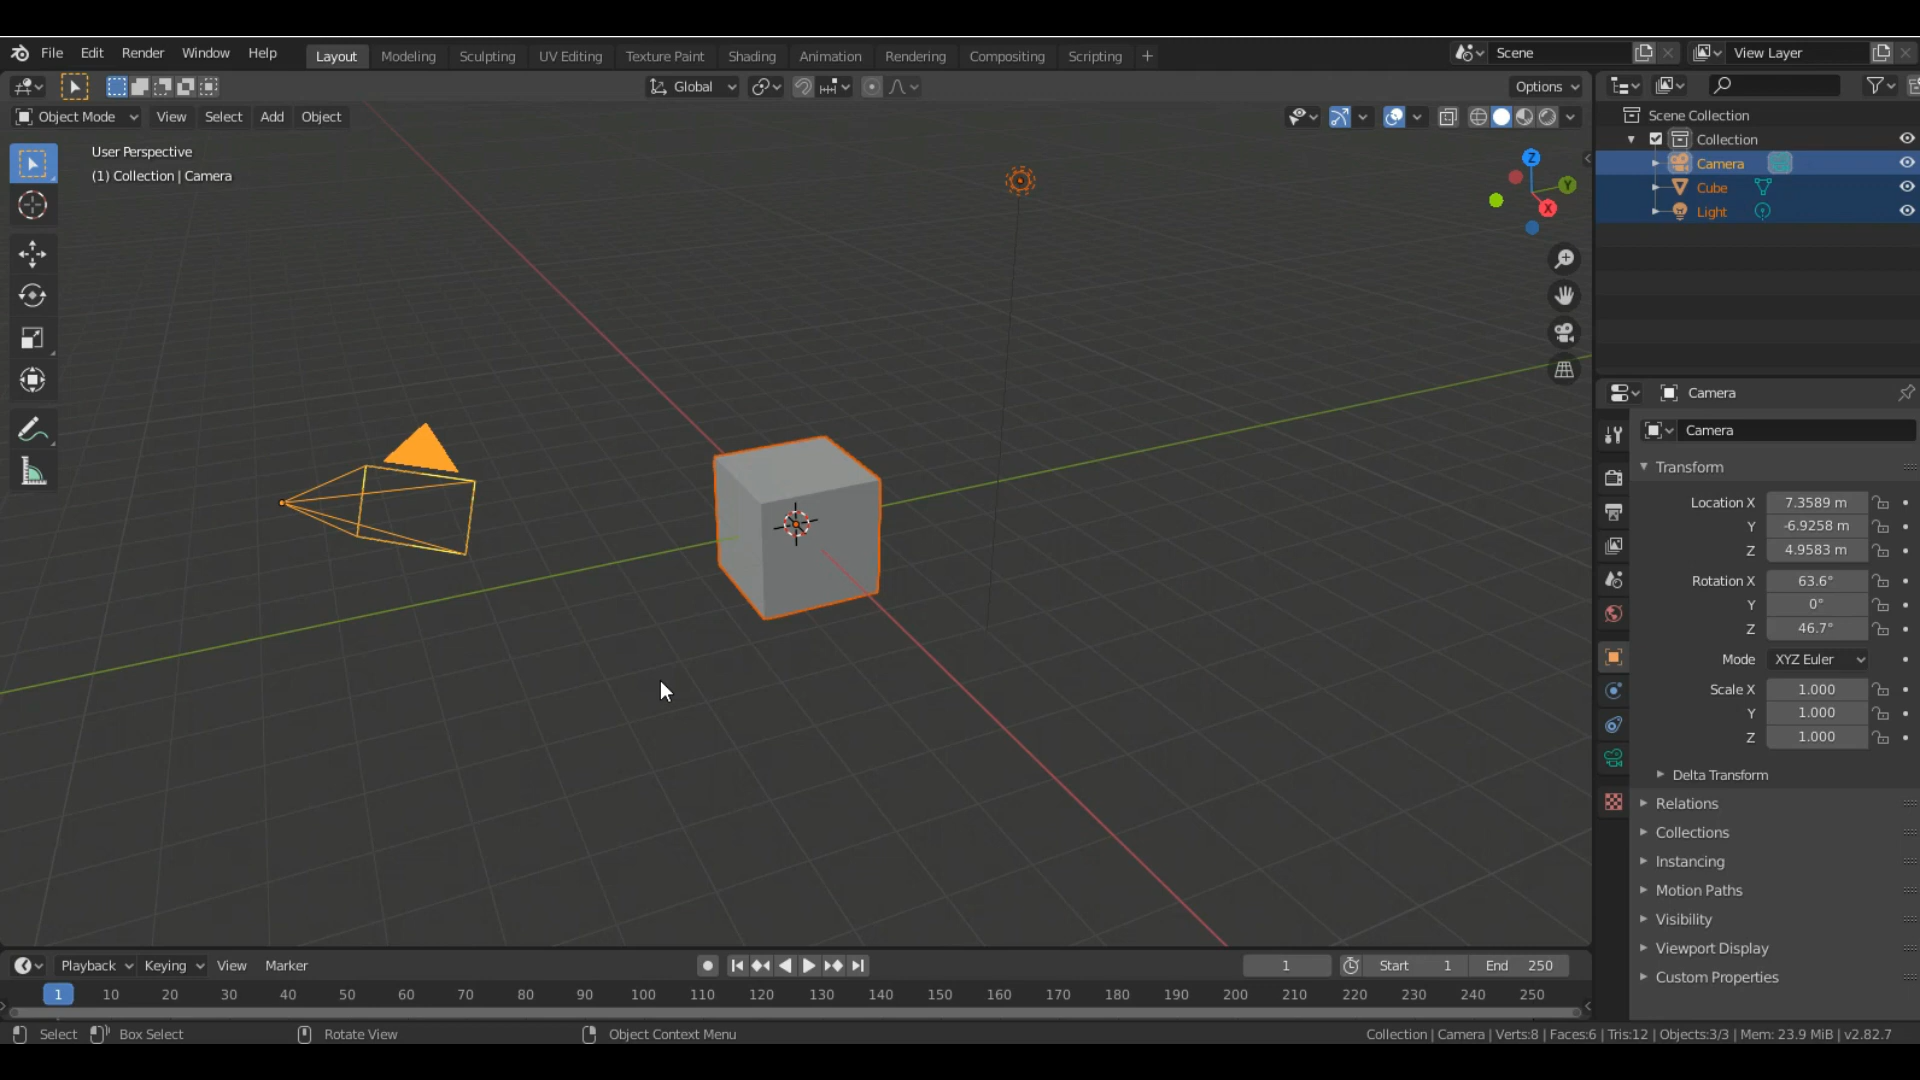 File Edit Render Window Help Layout Modeling Sculpting UV Editing Texture Paint Shading Animation Rendering Compositing Scripting + Scene View Layer
Global Options
Object Mode View Select Add Object
User Perspective
(1) Collection | Camera
Z
Y
X
Scene Collection
Collection
Camera
Cube
Light
Camera
Camera
Transform
Location X 7.3589 m
Y -6.9258 m
Z 4.9583 m
Rotation X 63.6°
Y 0°
Z 46.7°
Mode XYZ Euler
Scale X 1.000
Y 1.000
Z 1.000
Delta Transform
Relations
Collections
Instancing
Motion Paths
Visibility
Viewport Display
Custom Properties
Playback Keying View Marker 1 Start 1 End 250
1 10 20 30 40 50 60 70 80 90 100 110 120 130 140 150 160 170 180 190 200 210 220 230 240 250
Select Box Select Rotate View Object Context Menu Collection | Camera | Verts:8 | Faces:6 | Tris:12 | Objects:3/3 | Mem: 23.9 MiB | v2.82.7